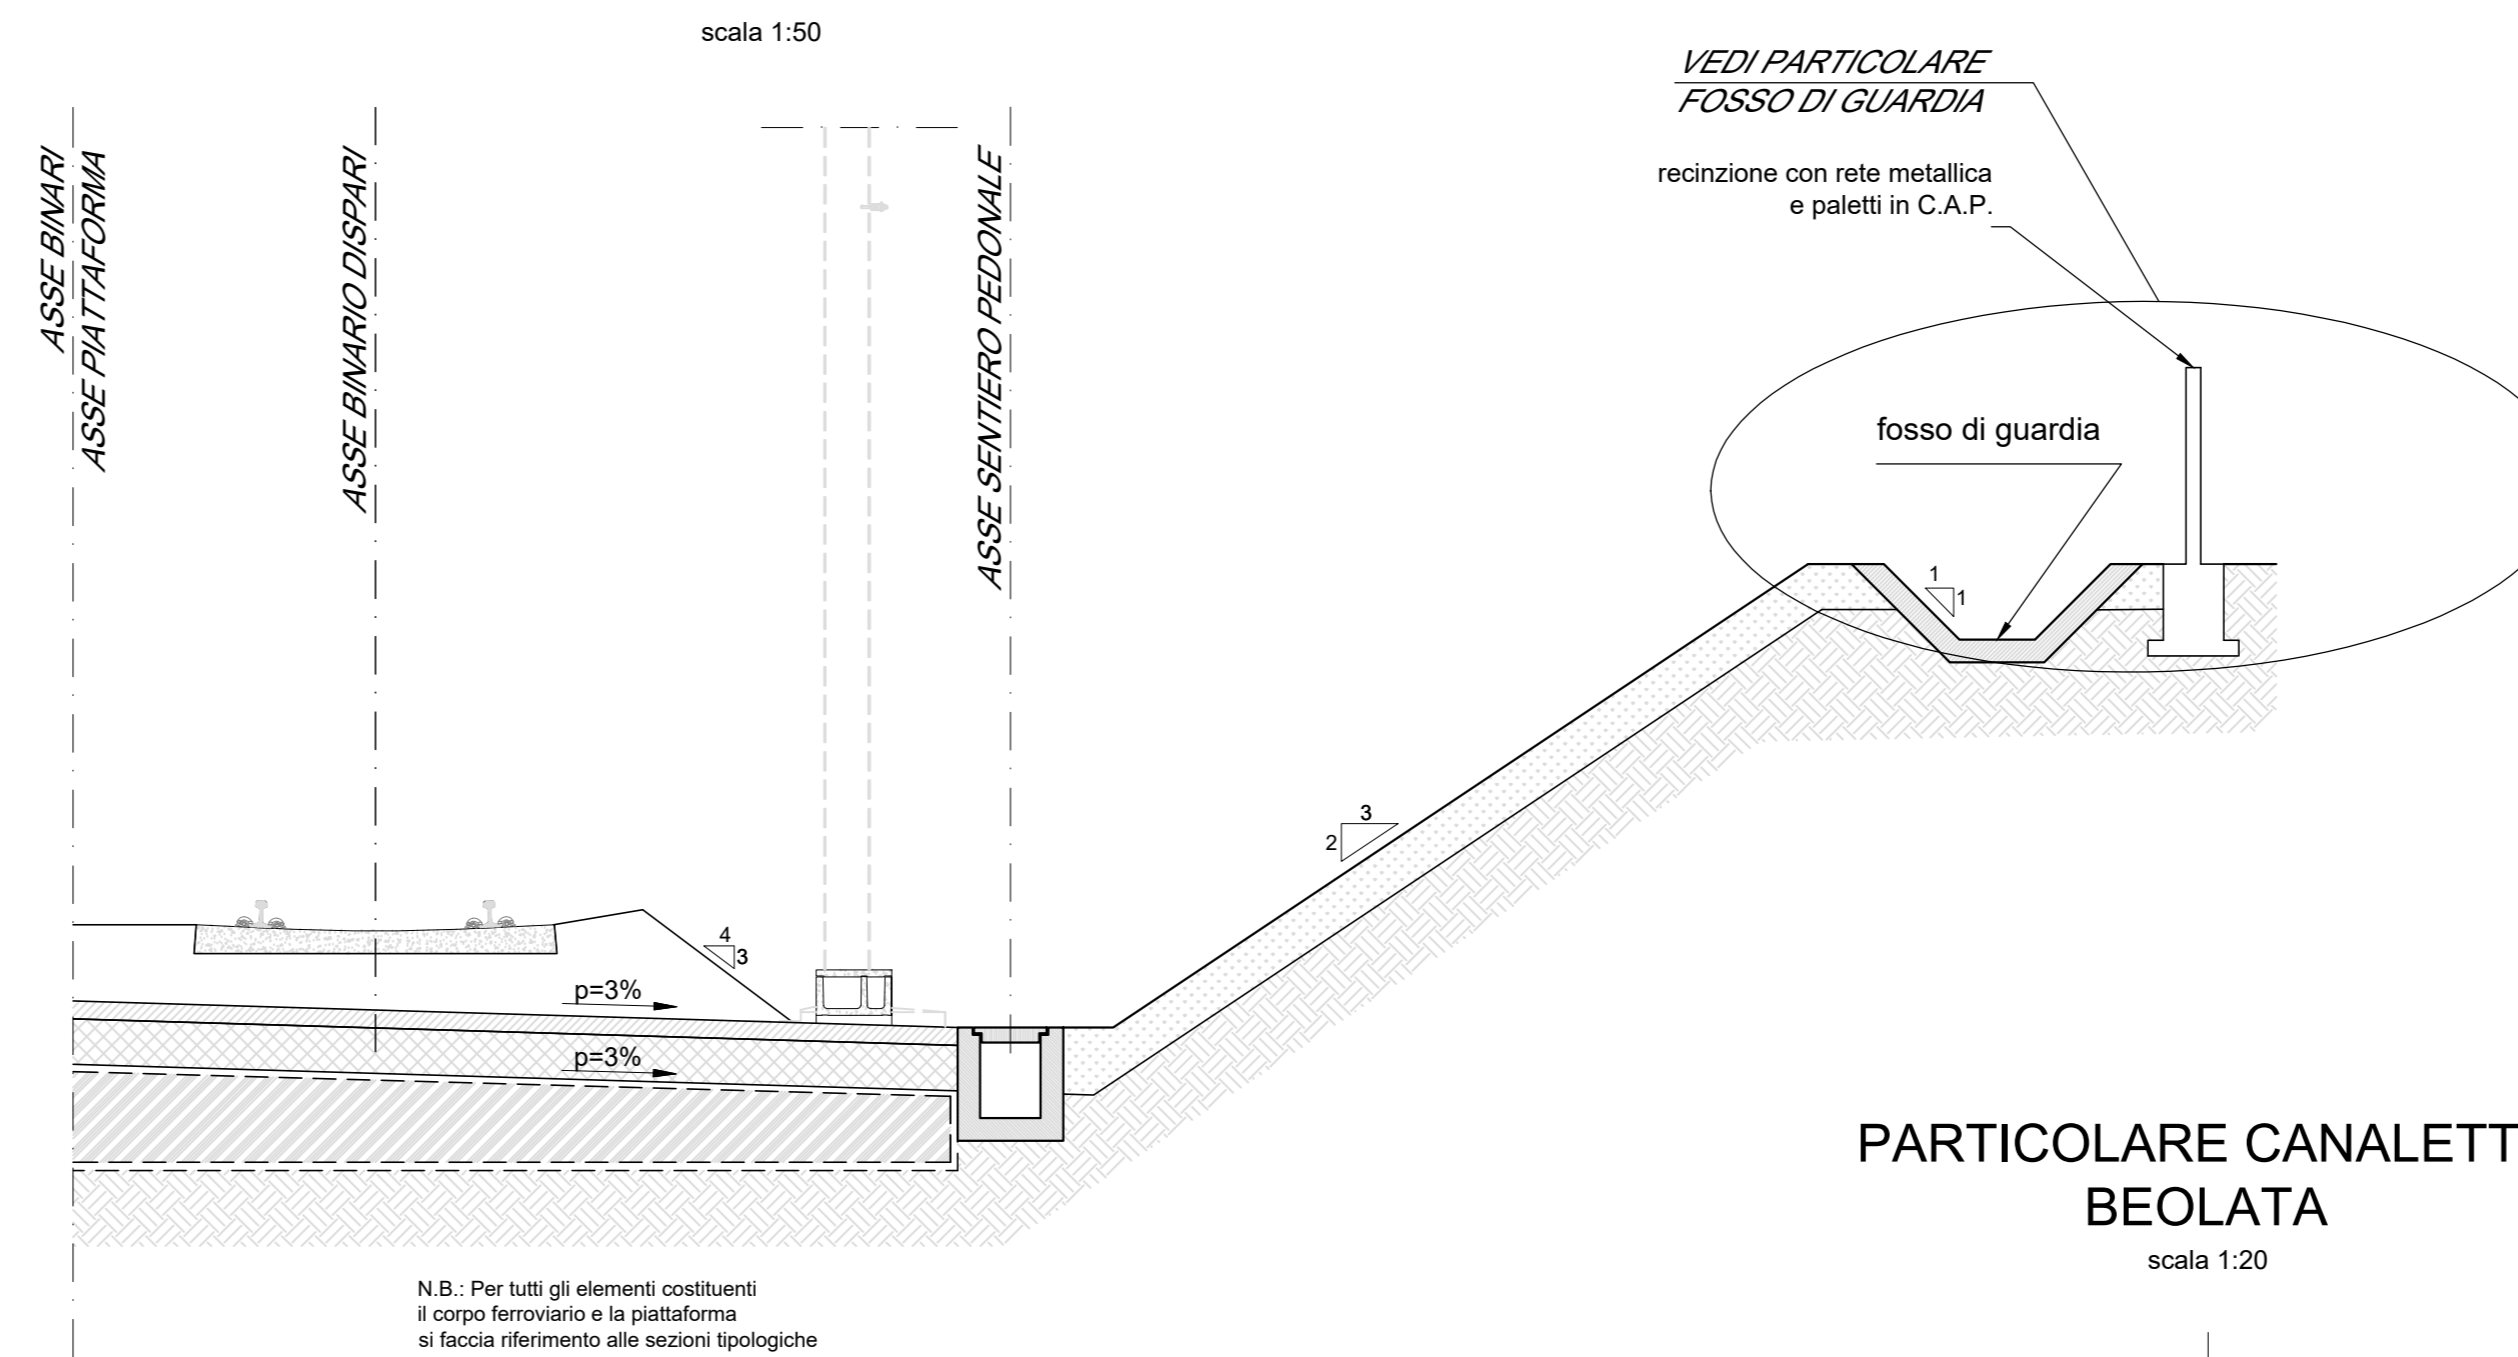 scala 1:50
VEDI PARTICOLARE
FOSSO DI GUARDIA
recinzione con rete metallica
e paletti in C.A.P.
ASSE BINARI
ASSE PIATTAFORMA
ASSE BINARIO DISPARI
ASSE SENTIERO PEDONALE
fosso di guardia
1
1
3
2
4
3
p=3%
p=3%
PARTICOLARE CANALETT
BEOLATA
scala 1:20
N.B.: Per tutti gli elementi costituenti
il corpo ferroviario e la piattaforma
si faccia riferimento alle sezioni tipologiche